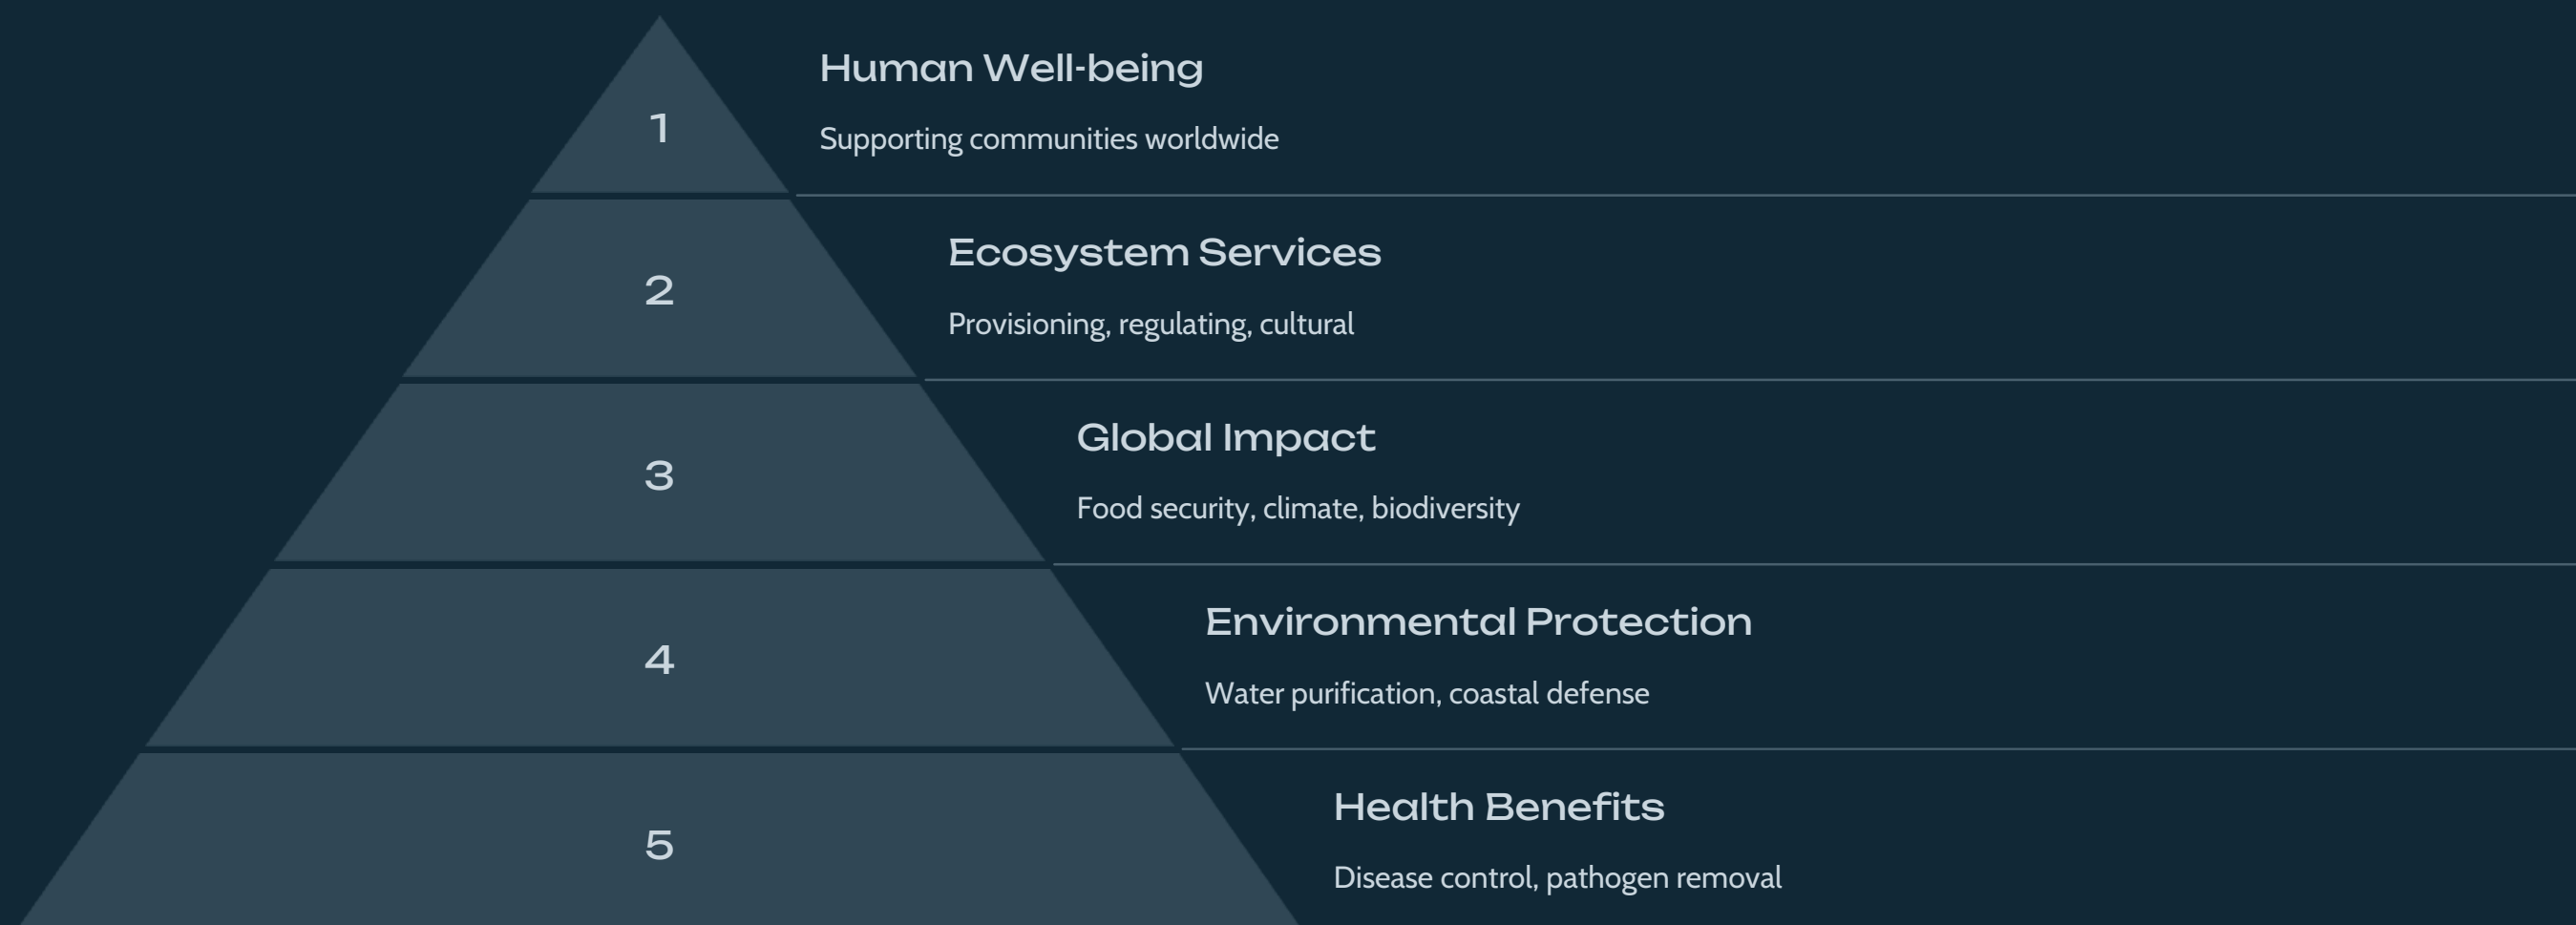 Human Well-being
1
Supporting communities worldwide
Ecosystem Services
2
Provisioning, regulating, cultural
Global Impact
3
Food security, climate, biodiversity
Environmental Protection
4
Water purification, coastal defense
Health Benefits
5
Disease control, pathogen removal